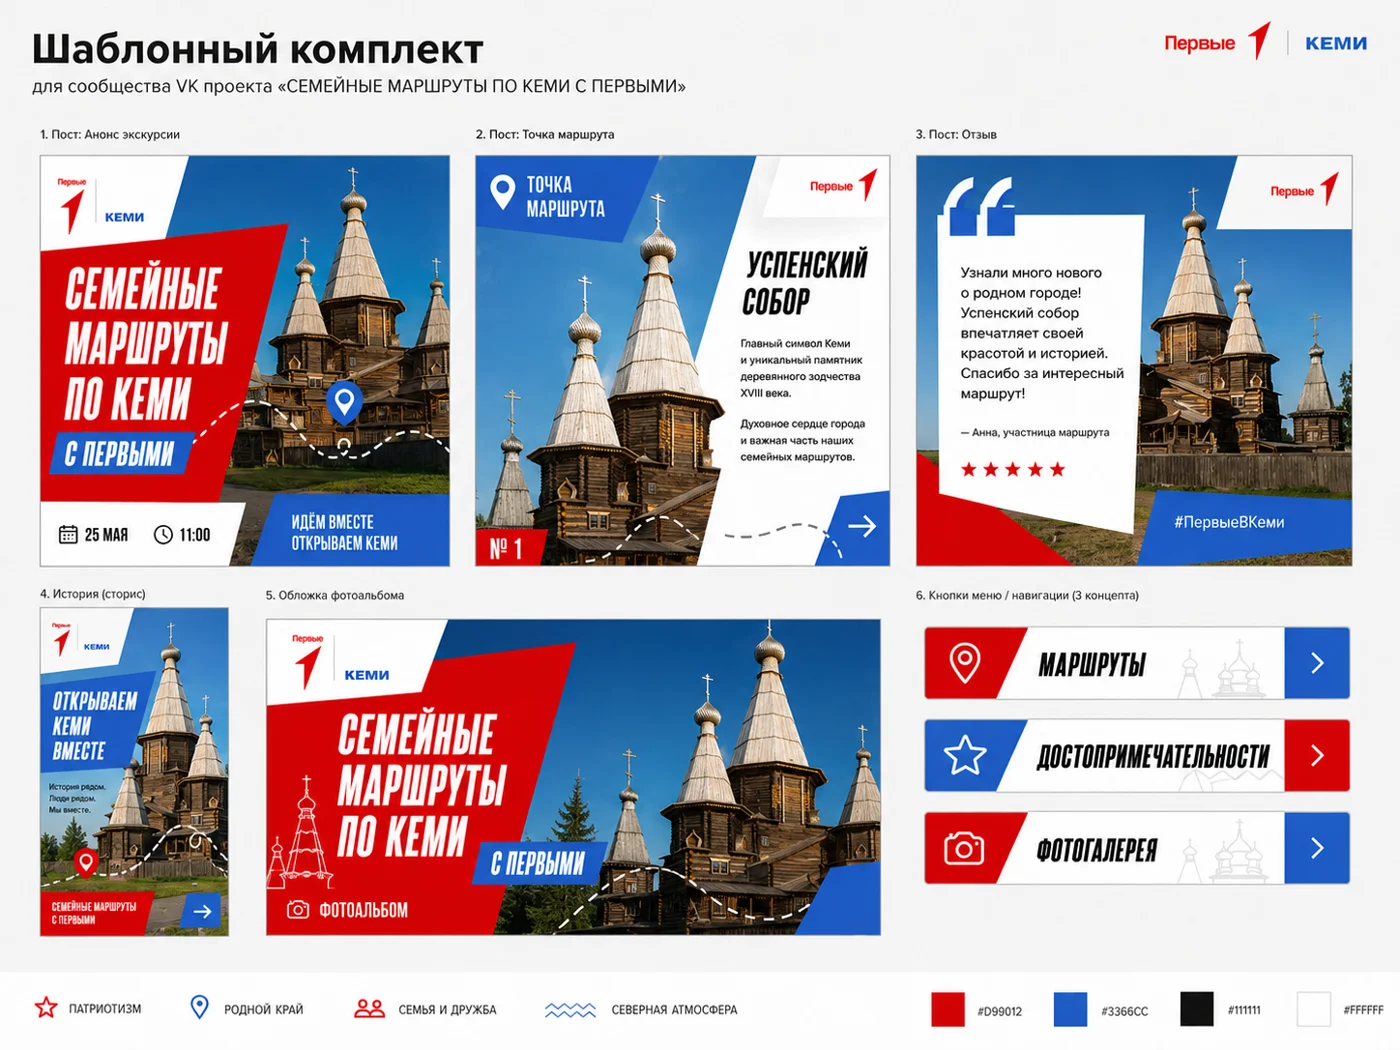 Шаблонный комплект
для сообщества VK проекта «СЕМЕЙНЫЕ МАРШРУТЫ ПО КЕМИ С ПЕРВЫМИ»
Первые
КЕМИ
1. Пост: Анонс экскурсии
Первые
КЕМИ
СЕМЕЙНЫЕ
МАРШРУТЫ
ПО КЕМИ
С ПЕРВЫМИ
25 МАЯ
11:00
ИДЁМ ВМЕСТЕ
ОТКРЫВАЕМ КЕМИ
2. Пост: Точка маршрута
ТОЧКА
МАРШРУТА
Первые
УСПЕНСКИЙ
СОБОР
Главный символ Кеми
и уникальный памятник
деревянного зодчества
XVIII века.
Духовное сердце города
и важная часть наших
семейных маршрутов.
№ 1
3. Пост: Отзыв
Первые
Узнали много нового
о родном городе!
Успенский собор
впечатляет своей
красотой и историей.
Спасибо за интересный
маршрут!
— Анна, участница маршрута
#ПервыеВКеми
4. История (сторис)
Первые
КЕМИ
ОТКРЫВАЕМ
КЕМИ
ВМЕСТЕ
История рядом.
Люди рядом.
Мы вместе.
СЕМЕЙНЫЕ МАРШРУТЫ
С ПЕРВЫМИ
5. Обложка фотоальбома
Первые
КЕМИ
СЕМЕЙНЫЕ
МАРШРУТЫ
ПО КЕМИ
С ПЕРВЫМИ
ФОТОАЛЬБОМ
6. Кнопки меню / навигации (3 концепта)
МАРШРУТЫ
ДОСТОПРИМЕЧАТЕЛЬНОСТИ
ФОТОГАЛЕРЕЯ
ПАТРИОТИЗМ
РОДНОЙ КРАЙ
СЕМЬЯ И ДРУЖБА
СЕВЕРНАЯ АТМОСФЕРА
#D99012
#3366CC
#111111
#FFFFFF